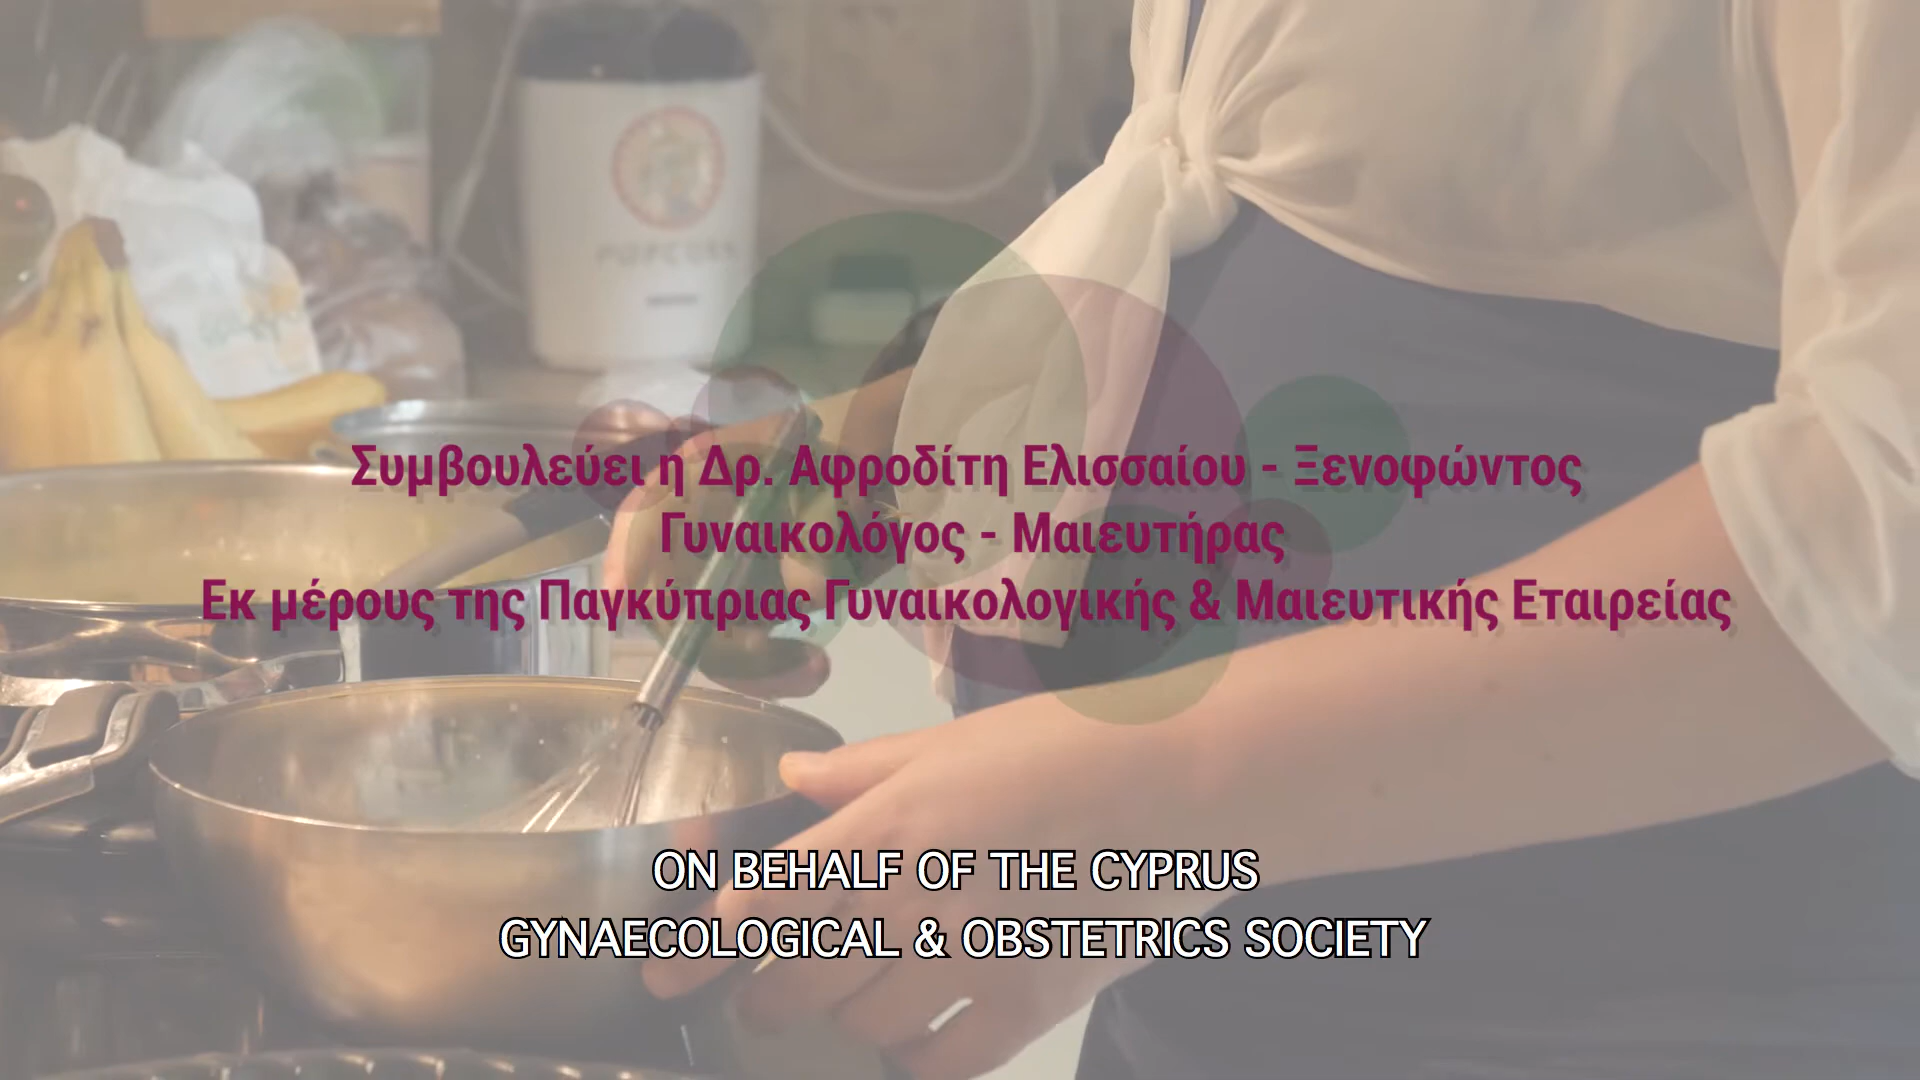 POPCORN
Συμβουλεύει η Δρ. Αφροδίτη Ελισσαίου - Ξενοφώντος
Γυναικολόγος - Μαιευτήρας
Εκ μέρους της Παγκύπριας Γυναικολογικής & Μαιευτικής Εταιρείας
ON BEHALF OF THE CYPRUS
GYNAECOLOGICAL & OBSTETRICS SOCIETY